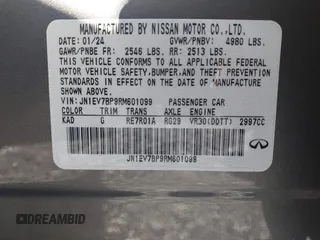 MANUFACTURED BY NISSAN MOTOR CO.,LTD.
DATE: 01/24 GVWR/PNBV: 4980 LBS.
GAWR/PNBE FR: 2546 LBS. RR: 2513 LBS.
THIS VEHICLE CONFORMS TO ALL APPLICABLE FEDERAL
MOTOR VEHICLE SAFETY,BUMPER,AND THEFT PREVENTION
STANDARDS IN EFFECT ON THE DATE OF MANUFACTURE
SHOWN ABOVE.
VIN: JN1EV7BP9RM601099 PASSENGER CAR
COLOR TRIM TRANS AXLE ENGINE
KAD G RE7R01A RG29 VR30(DDTT) 2997CC
JN1EV7BP9RM601099
DREAMBID